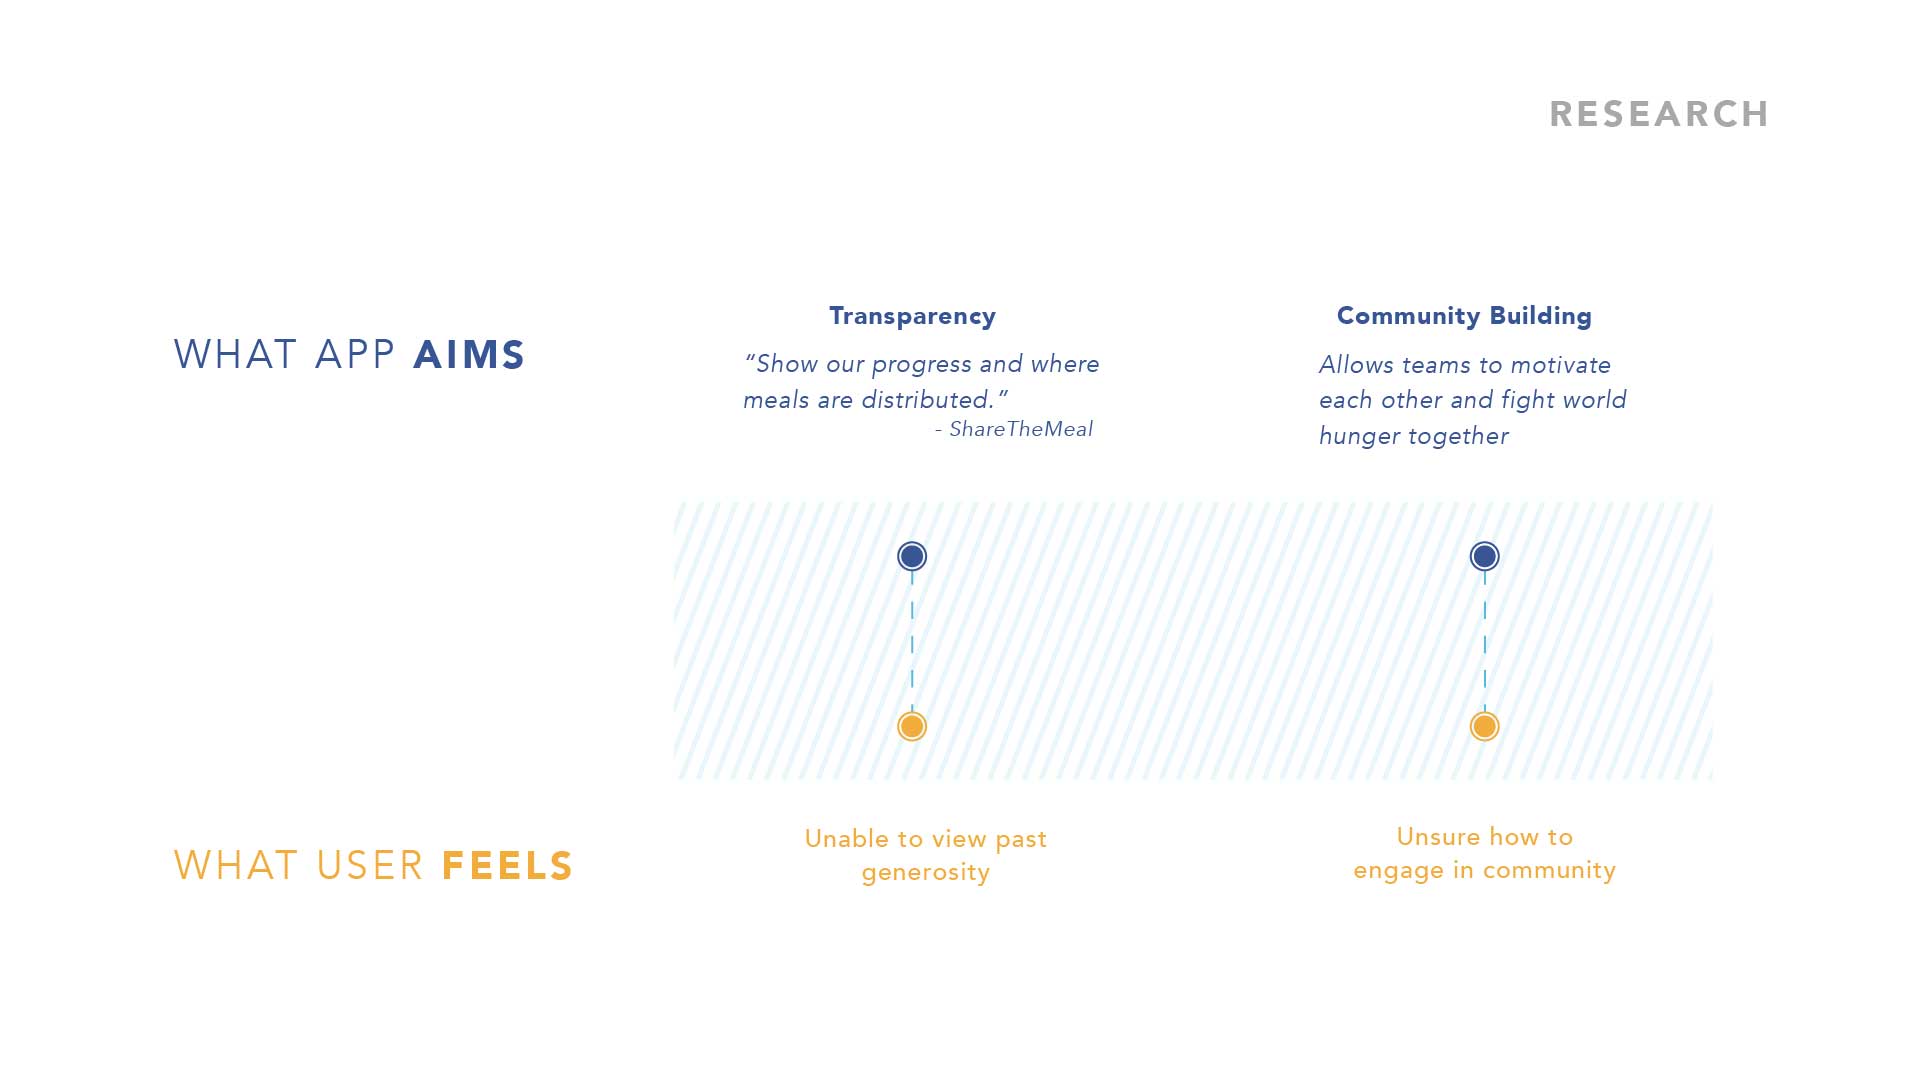 RESEARCH
WHAT APP AIMS
Transparency
“Show our progress and where
meals are distributed.”
- ShareTheMeal
Community Building
Allows teams to motivate
each other and fight world
hunger together
WHAT USER FEELS
Unable to view past
generosity
Unsure how to
engage in community